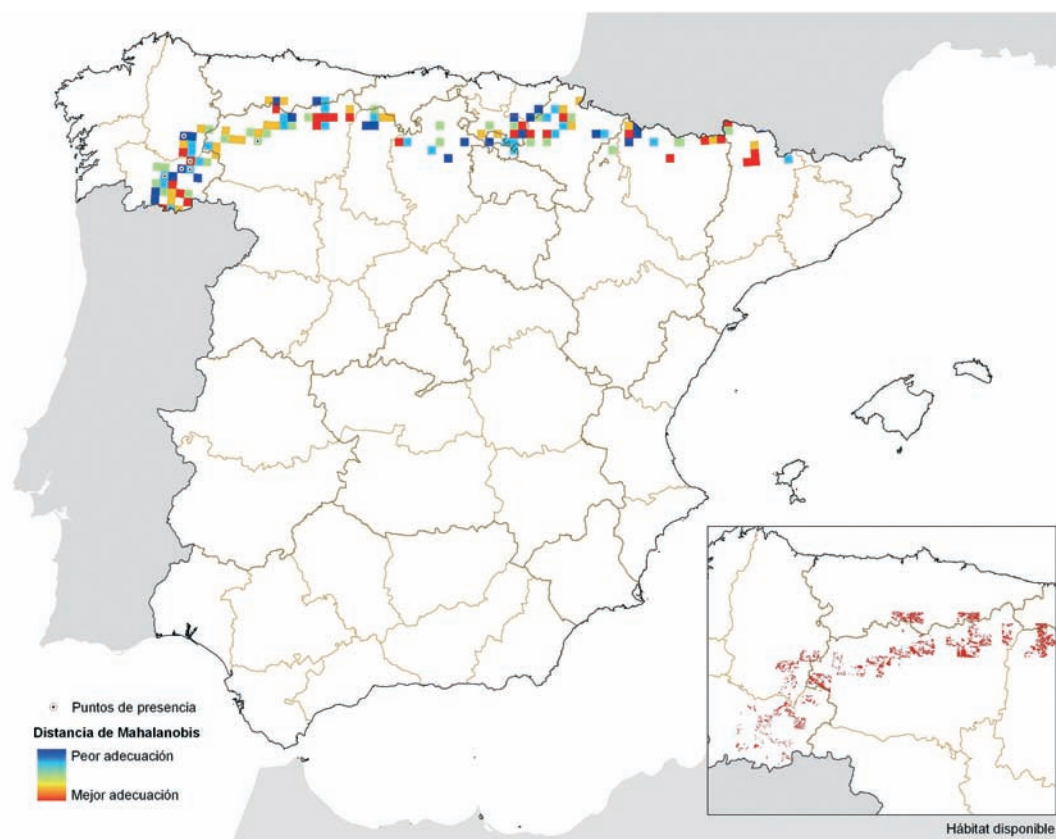 Puntos de presencia
Distancia de Mahalanobis
Peor adecuación
Mejor adecuación
Hábitat disponible